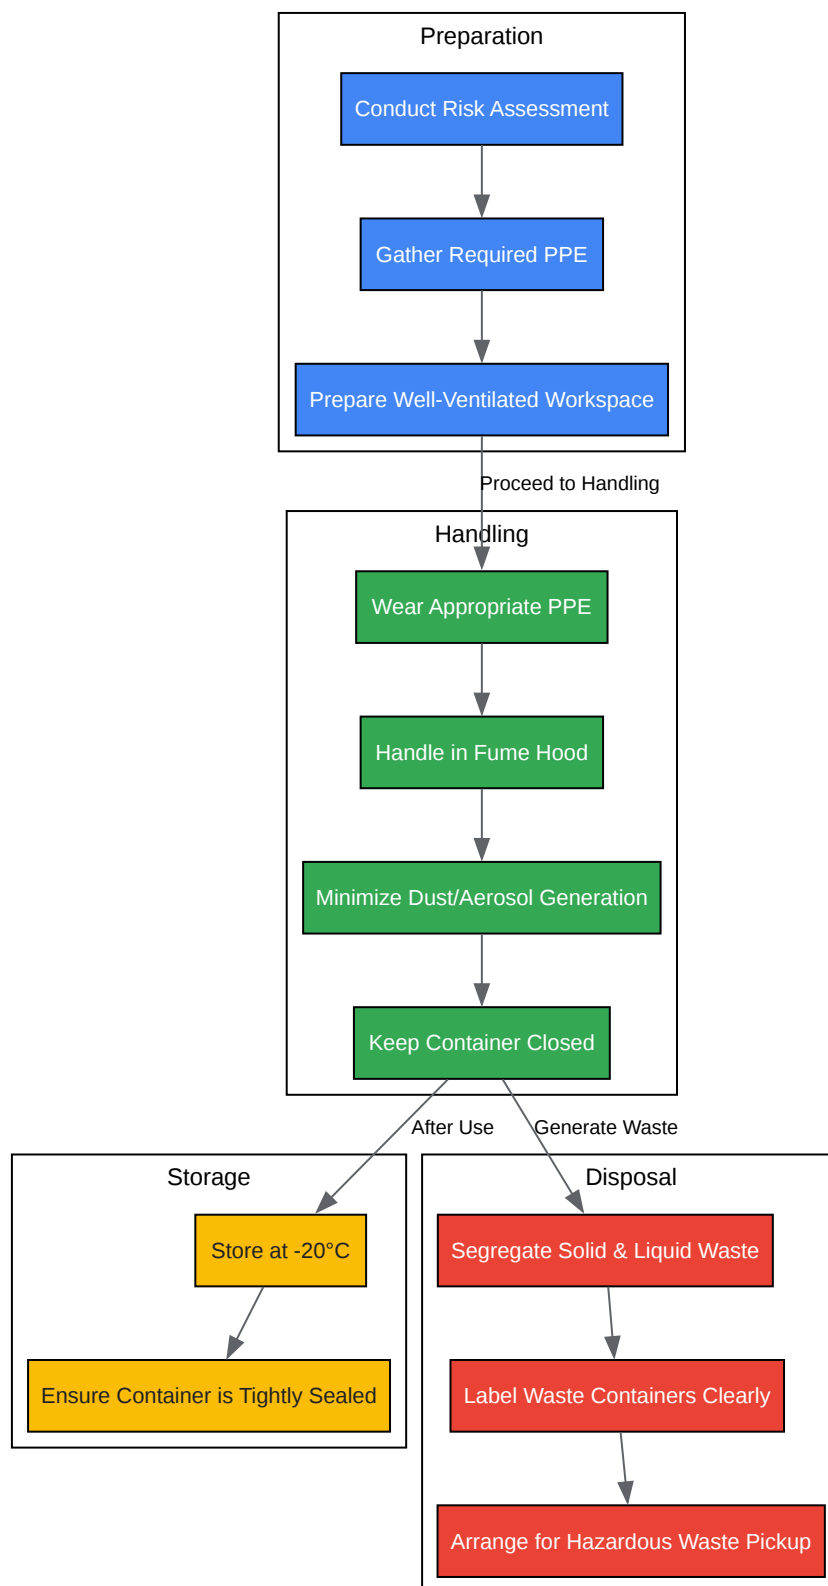 Preparation
Conduct Risk Assessment
Gather Required PPE
Prepare Well-Ventilated Workspace
Proceed to Handling
Handling
Wear Appropriate PPE
Handle in Fume Hood
Minimize Dust/Aerosol Generation
Keep Container Closed
After Use
Generate Waste
Storage
Store at -20°C
Ensure Container is Tightly Sealed
Disposal
Segregate Solid & Liquid Waste
Label Waste Containers Clearly
Arrange for Hazardous Waste Pickup